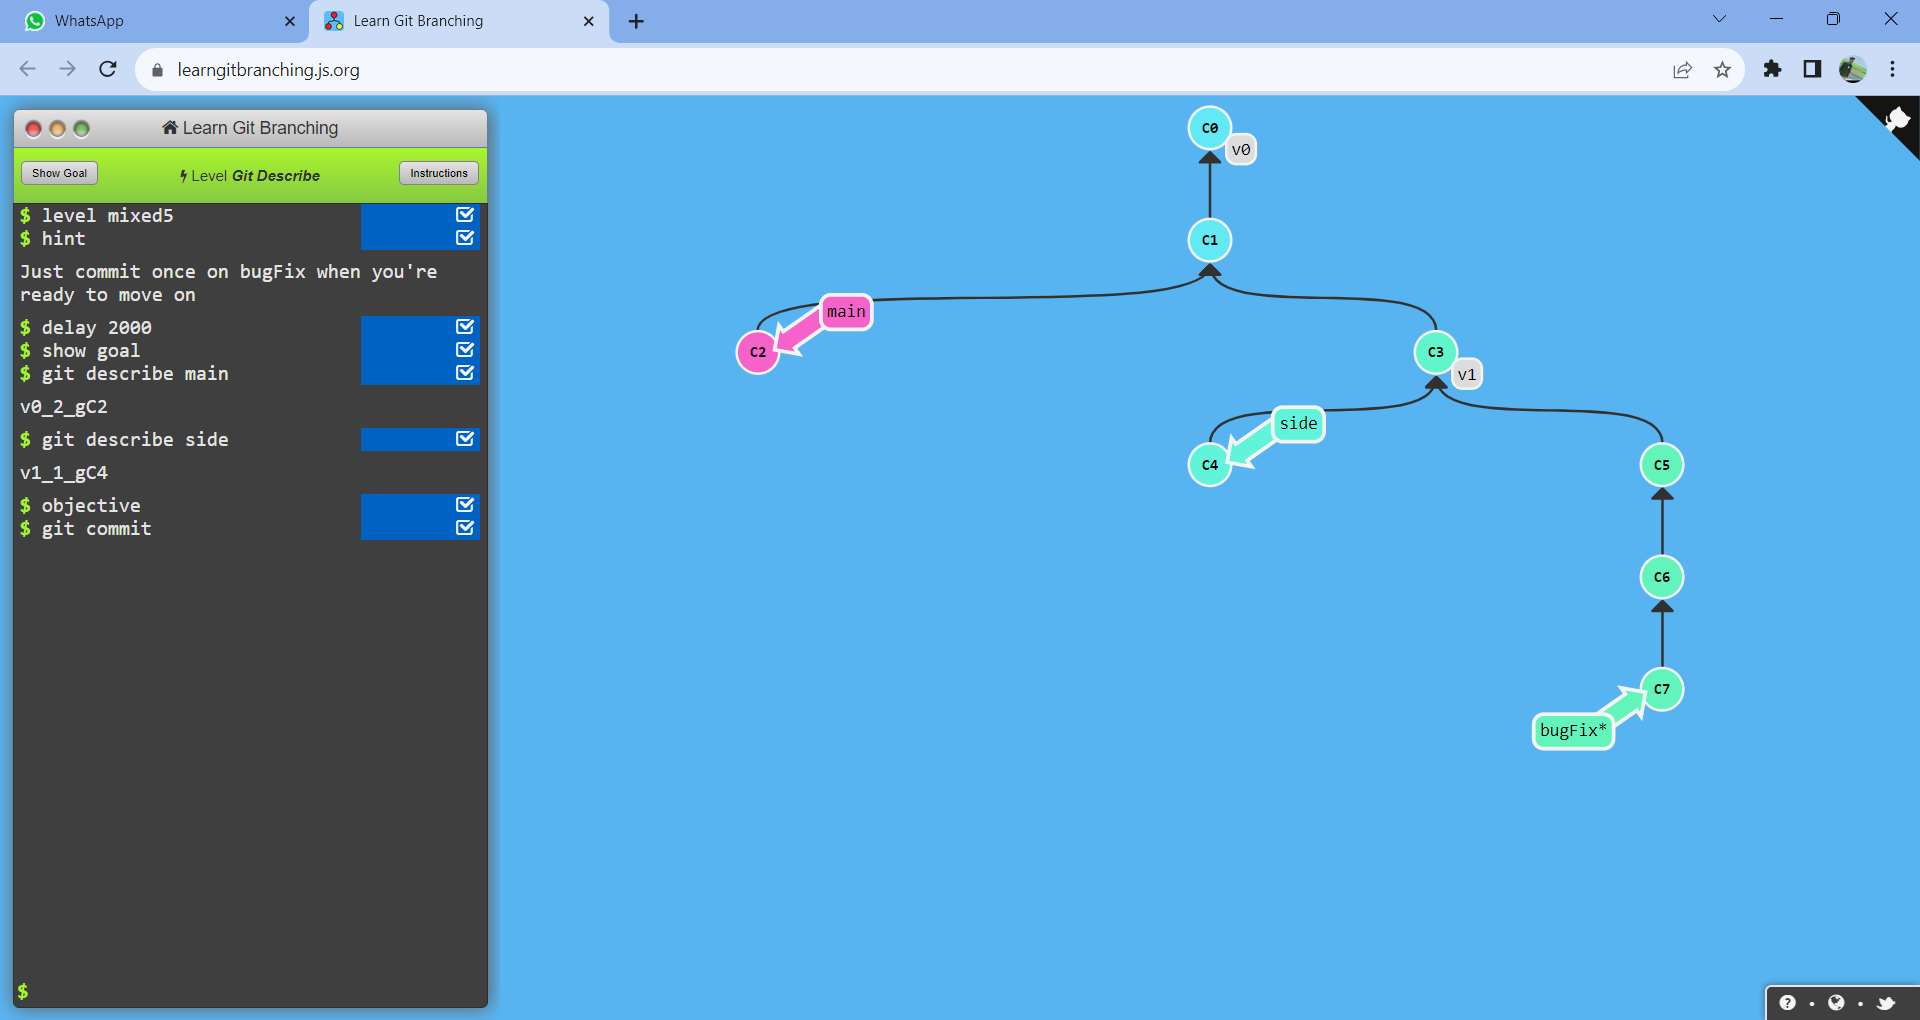 WhatsApp
Learn Git Branching
learngitbranching.js.org
Learn Git Branching
Show Goal
Level Git Describe
Instructions
$ level mixed5
$ hint
Just commit once on bugFix when you're
ready to move on
$ delay 2000
$ show goal
$ git describe main
v0_2_gC2
$ git describe side
v1_1_gC4
$ objective
$ git commit
$
C0
v0
C1
main
C2
C3
v1
side
C4
C5
C6
C7
bugFix*
?